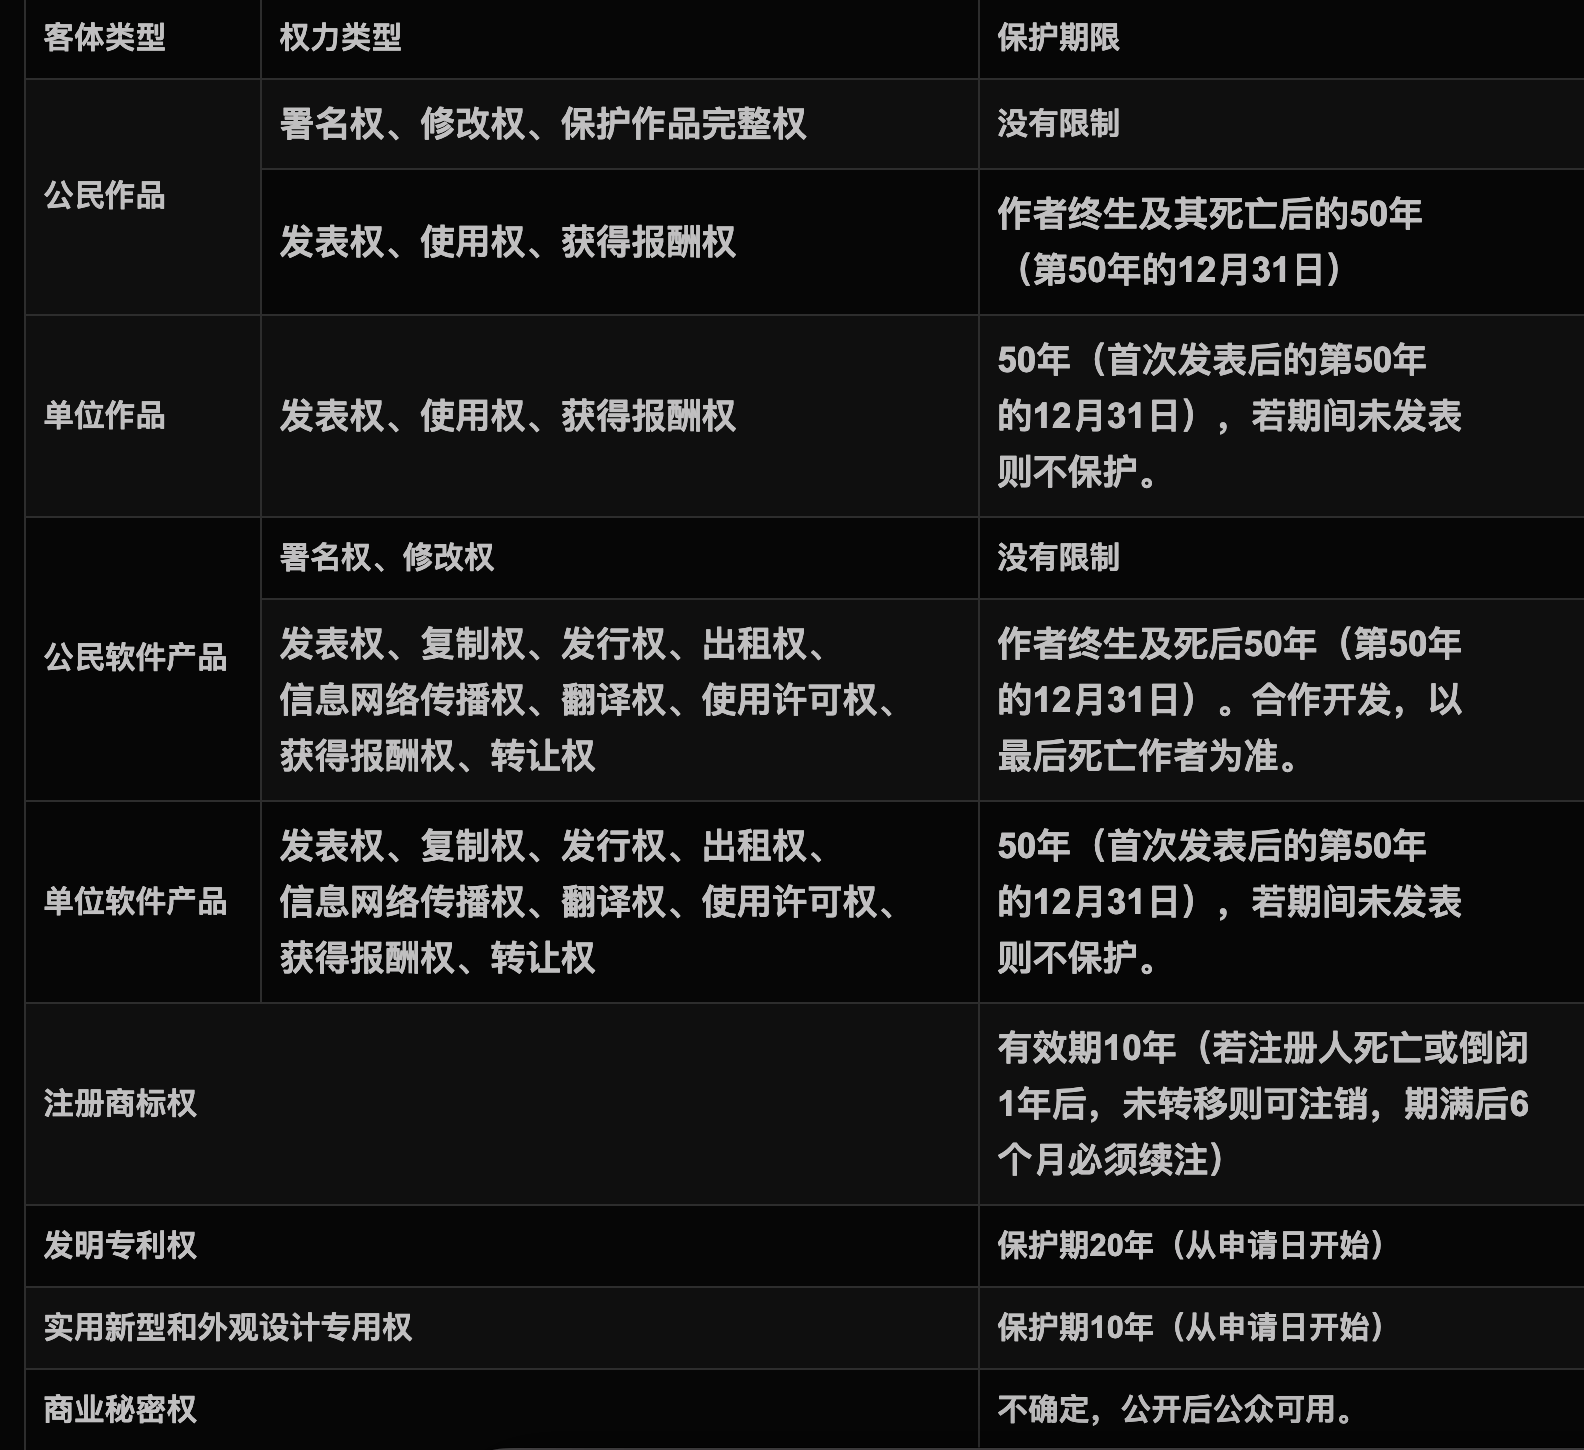 客体类型 权力类型 保护期限
署名权、修改权、保护作品完整权 没有限制
公民作品
发表权、使用权、获得报酬权
作者终生及其死亡后的50年
（第50年的12月31日）
单位作品
发表权、使用权、获得报酬权
50年（首次发表后的第50年
的12月31日），若期间未发表
则不保护。
公民软件产品
署名权、修改权 没有限制
发表权、复制权、发行权、出租权、
信息网络传播权、翻译权、使用许可权、
获得报酬权、转让权
作者终生及死后50年（第50年
的12月31日）。合作开发，以
最后死亡作者为准。
单位软件产品
发表权、复制权、发行权、出租权、
信息网络传播权、翻译权、使用许可权、
获得报酬权、转让权
50年（首次发表后的第50年
的12月31日），若期间未发表
则不保护。
注册商标权
有效期10年（若注册人死亡或倒闭
1年后，未转移则可注销，期满后6
个月必须续注）
发明专利权 保护期20年（从申请日开始）
实用新型和外观设计专用权 保护期10年（从申请日开始）
商业秘密权 不确定，公开后公众可用。